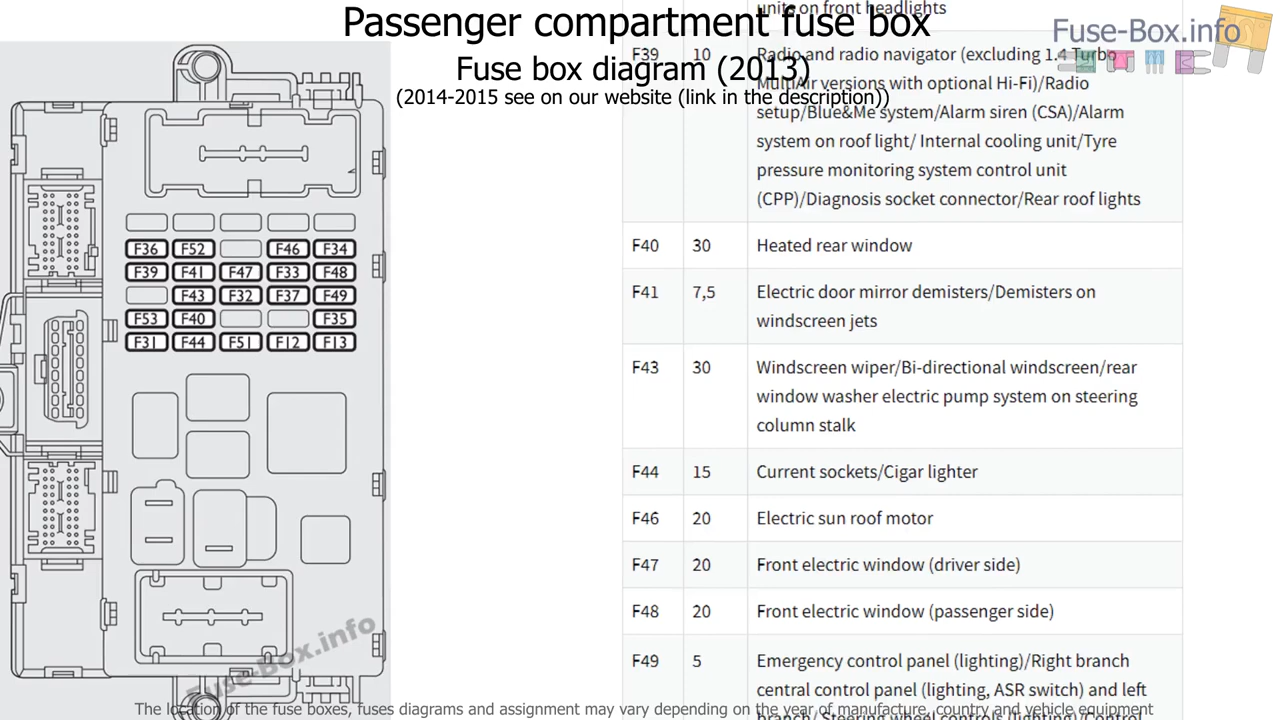 Passenger compartment fuse box
Fuse box diagram (2013)
(2014-2015 see on our website (link in the description))
Fuse-Box.info
F36 F52 F46 F34
F39 F41 F47 F33 F48
F43 F32 F37 F49
F53 F40 F35
F31 F44 F51 F12 F13
Fuse-Box.info
units on front headlights
F39 10 Radio and radio navigator (excluding 1.4 Turbo
MultiAir versions with optional Hi-Fi)/Radio
setup/Blue&Me system/Alarm siren (CSA)/Alarm
system on roof light/ Internal cooling unit/Tyre
pressure monitoring system control unit
(CPP)/Diagnosis socket connector/Rear roof lights
F40 30 Heated rear window
F41 7,5 Electric door mirror demisters/Demisters on
windscreen jets
F43 30 Windscreen wiper/Bi-directional windscreen/rear
window washer electric pump system on steering
column stalk
F44 15 Current sockets/Cigar lighter
F46 20 Electric sun roof motor
F47 20 Front electric window (driver side)
F48 20 Front electric window (passenger side)
F49 5 Emergency control panel (lighting)/Right branch
central control panel (lighting, ASR switch) and left
branch/ Steering wheel controls (lighting)/Control
The location of the fuse boxes, fuses diagrams and assignment may vary depending on the year of manufacture, country and vehicle equipment